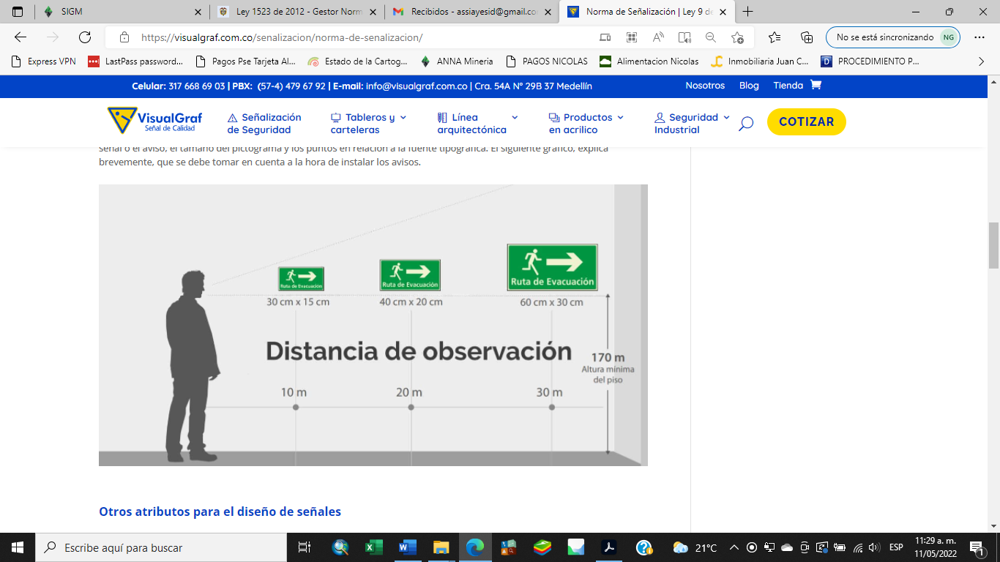 SIGM
Ley 1523 de 2012 - Gestor Norm
Recibidos - assiayesid@gmail.co
Norma de Señalización | Ley 9 de
https://visualgraf.com.co/senalizacion/norma-de-senalizacion/
No se está sincronizando
NG
Express VPN
LastPass password...
Pagos Pse Tarjeta Al...
Estado de la Cartog...
ANNA Mineria
PAGOS NICOLAS
Alimentacion Nicolas
Inmobiliaria Juan C...
D PROCEDIMIENTO P...
Celular: 317 668 69 03 | PBX: (57-4) 479 67 92 | E-mail: info@visualgraf.com.co | Cra. 54A N° 29B 37 Medellín
Nosotros
Blog
Tienda
VisualGraf
Señal de Calidad
Señalización
de Seguridad
Tableros y
carteleras
Línea
arquitectónica
Productos
en acrilico
Seguridad
Industrial
COTIZAR
señal o el aviso, el tamaño del pictograma y los puntos en relación a la fuente tipográfica. El siguiente gráfico, explica
brevemente, que se debe tomar en cuenta a la hora de instalar los avisos.
Ruta de Evacuación
Ruta de Evacuación
Ruta de Evacuación
30 cm x 15 cm
40 cm x 20 cm
60 cm x 30 cm
Distancia de observación
170 m
Altura mínima
del piso
10 m
20 m
30 m
Otros atributos para el diseño de señales
Escribe aquí para buscar
21°C
ESP
11:29 a. m.
11/05/2022
1